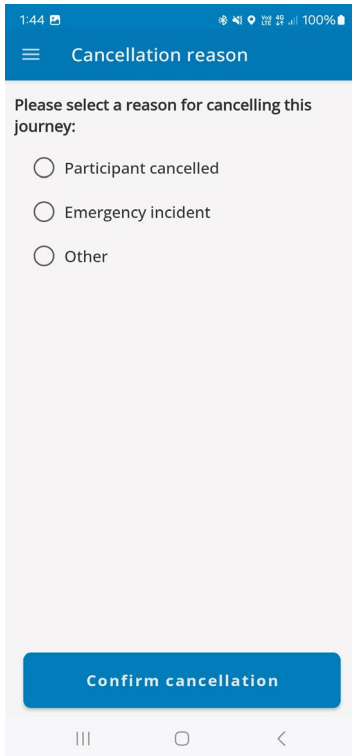 1:44 100%
Cancellation reason
Please select a reason for cancelling this
journey:
Participant cancelled
Emergency incident
Other
Confirm cancellation